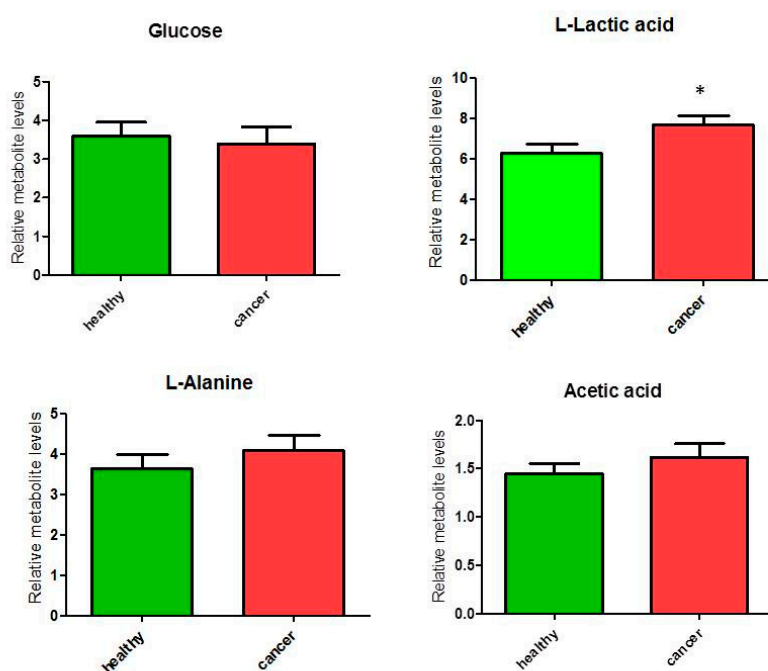 Glucose
Relative metabolite levels
5
4
3
2
1
0
healthy
cancer
L-Lactic acid
Relative metabolite levels
10
8
6
4
2
0
*
healthy
cancer
L-Alanine
Relative metabolite levels
5
4
3
2
1
0
healthy
cancer
Acetic acid
Relative metabolite levels
2.0
1.5
1.0
0.5
0.0
healthy
cancer